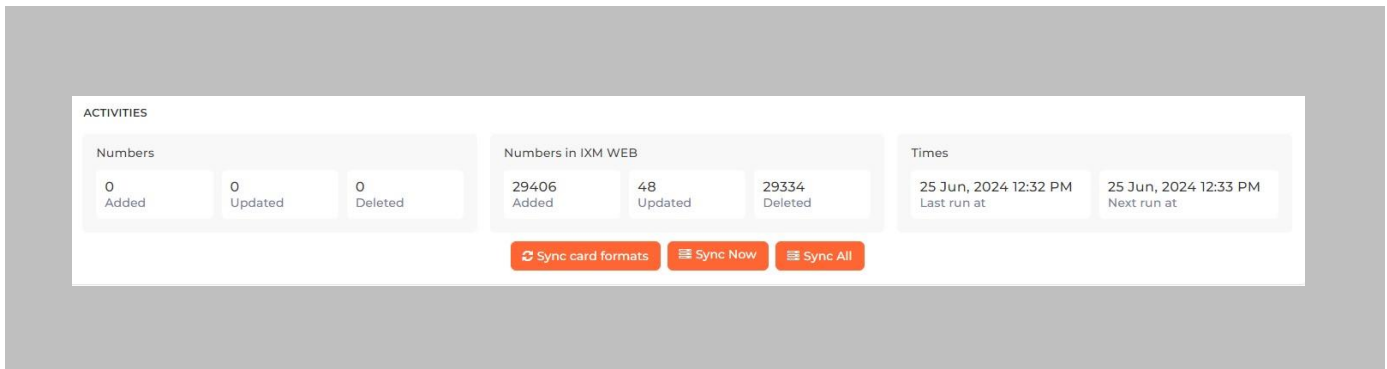 ACTIVITIES
Numbers
0
Added
0
Updated
0
Deleted
Numbers in IXM WEB
29406
Added
48
Updated
29334
Deleted
Times
25 Jun, 2024 12:32 PM
Last run at
25 Jun, 2024 12:33 PM
Next run at
Sync card formats
Sync Now
Sync All